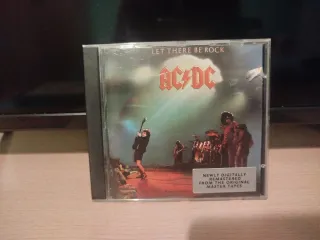 LET THERE BE ROCK
AC/DC
NEWLY DIGITALLY
REMASTERED
FROM THE ORIGINAL
MASTER TAPES